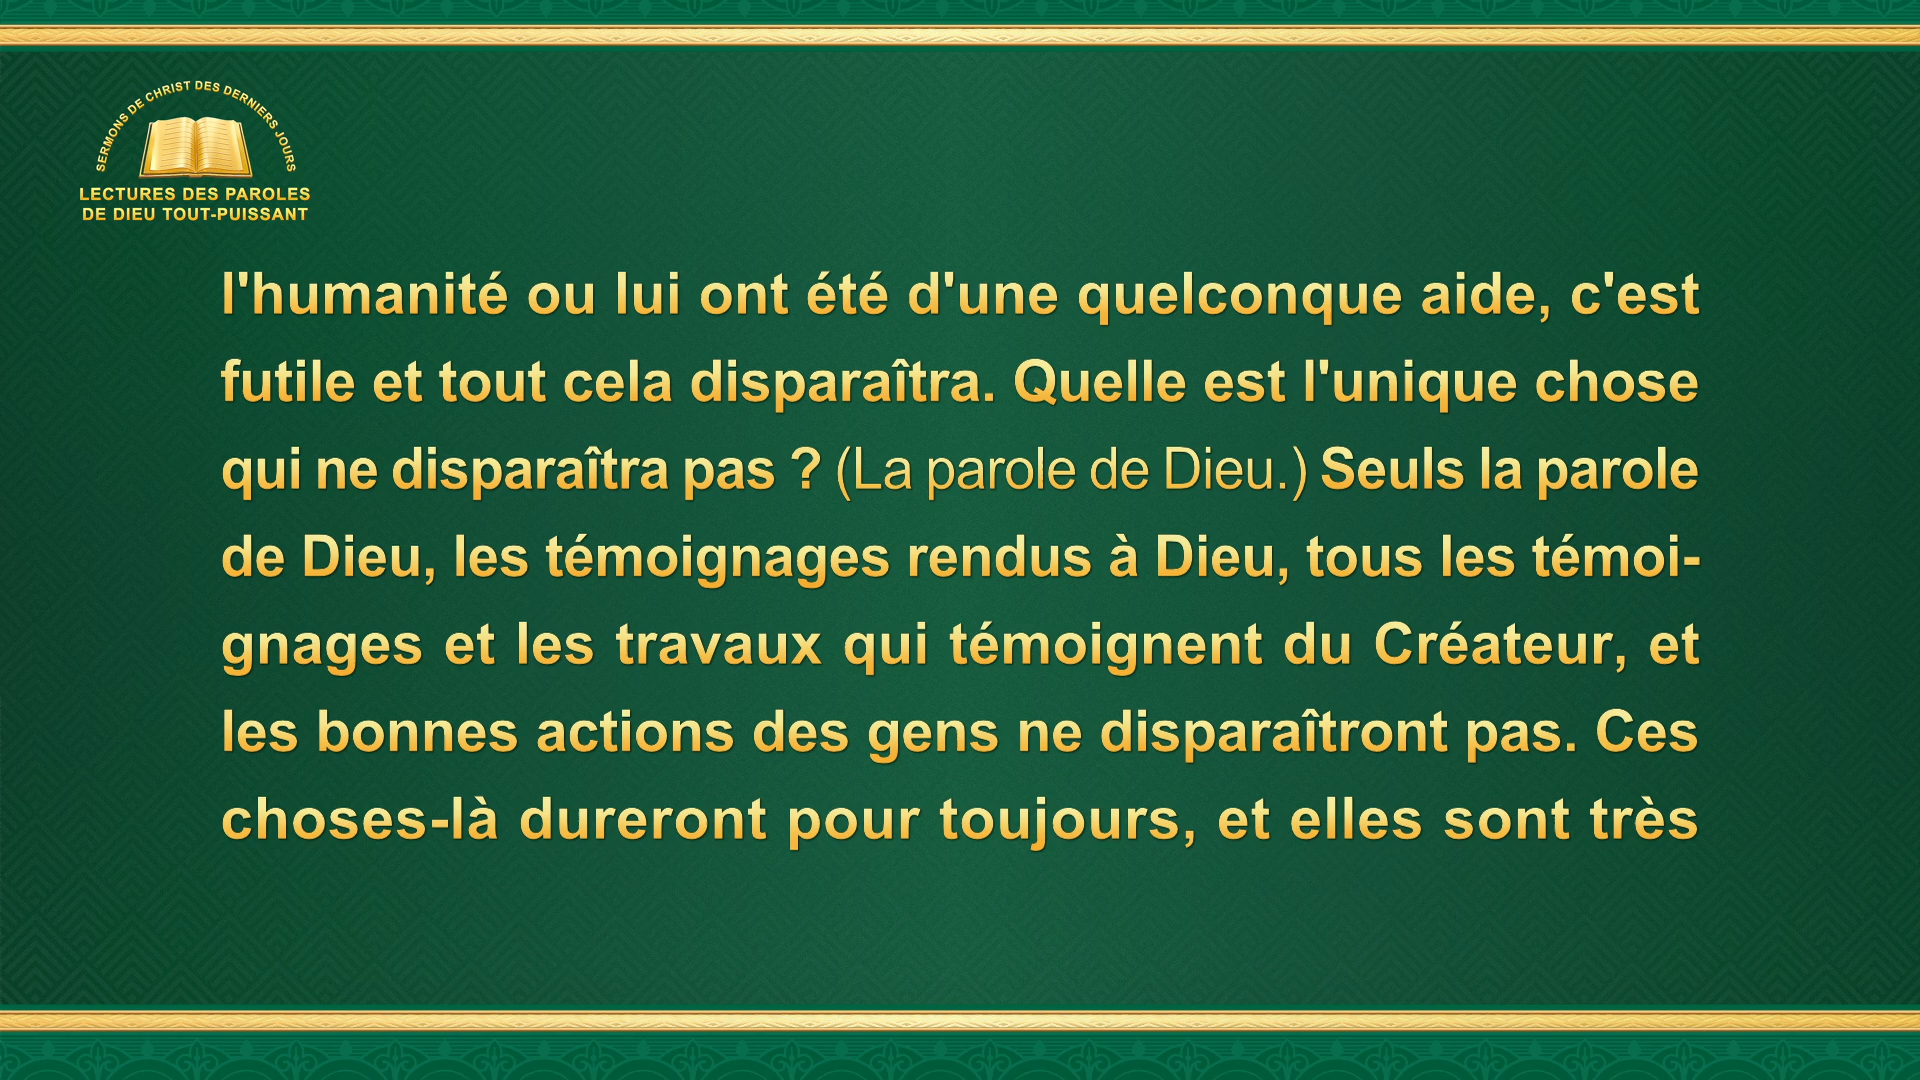 SERMONS DE CHRIST DES DERNIERS JOURS
LECTURES DES PAROLES
DE DIEU TOUT-PUISSANT
l'humanité ou lui ont été d'une quelconque aide, c'est
futile et tout cela disparaîtra. Quelle est l'unique chose
qui ne disparaîtra pas ? (La parole de Dieu.) Seuls la parole
de Dieu, les témoignages rendus à Dieu, tous les témoi-
gnages et les travaux qui témoignent du Créateur, et
les bonnes actions des gens ne disparaîtront pas. Ces
choses-là dureront pour toujours, et elles sont très